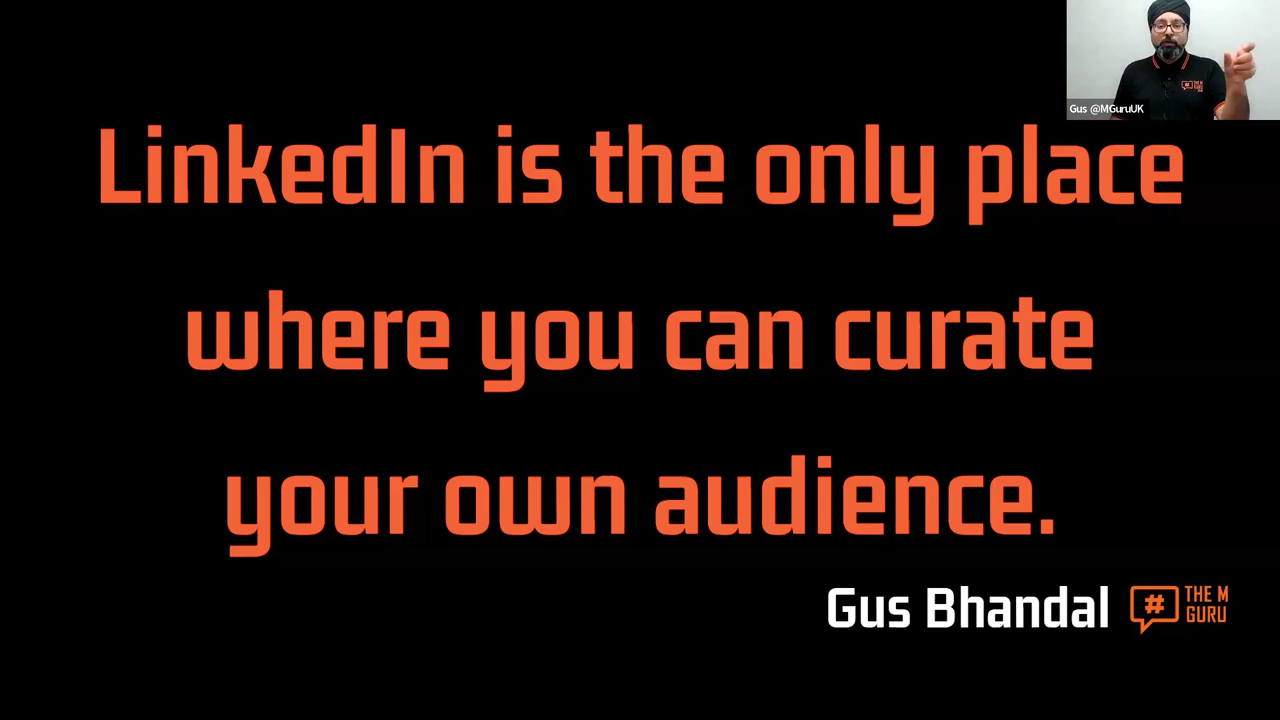 Gus @MGuruUK
LinkedIn is the only place
where you can curate
your own audience.
Gus Bhandal
# THE M
GURU